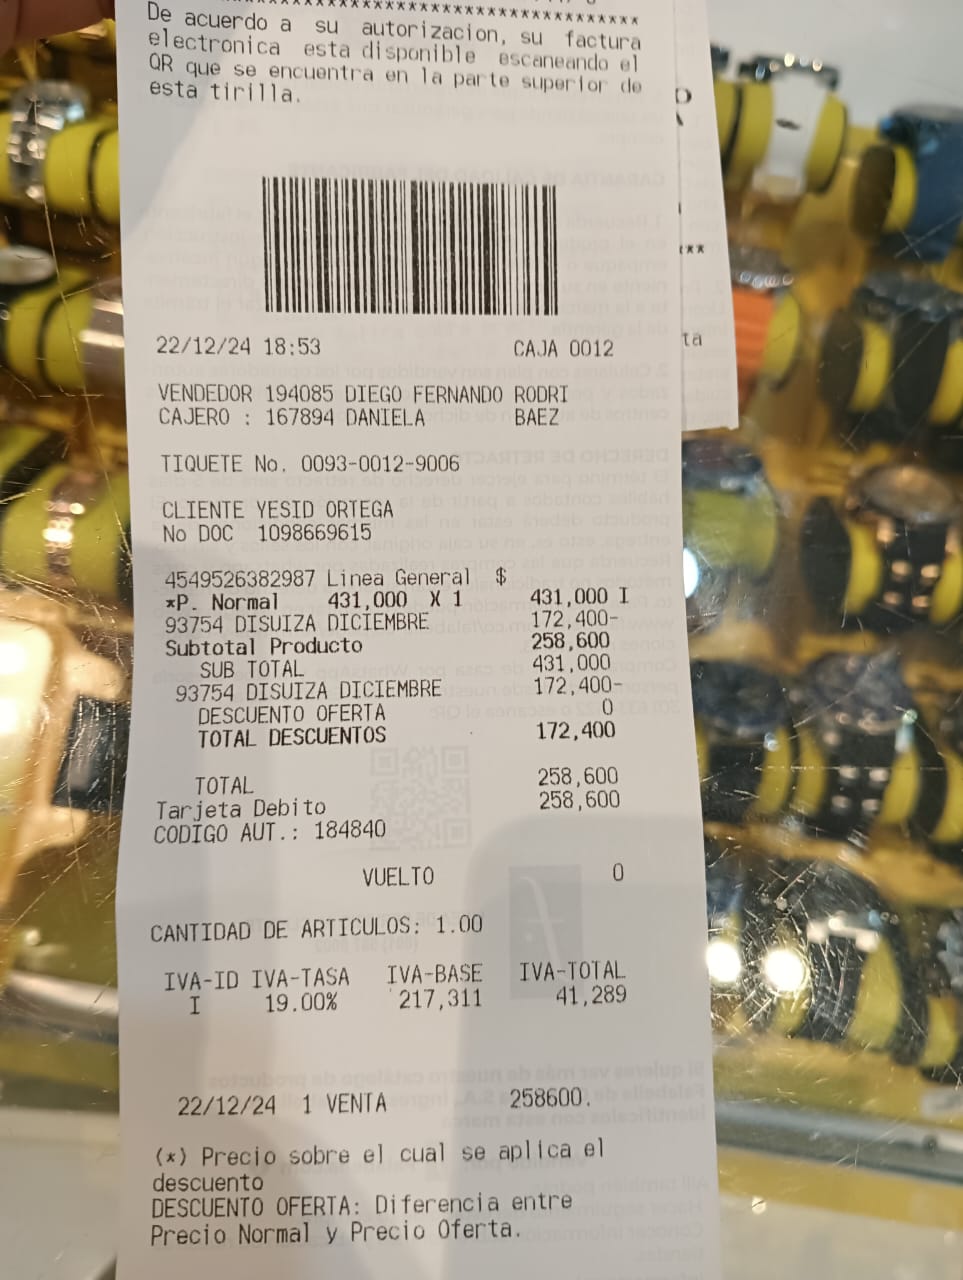 ****************************************
De acuerdo a su autorizacion, su factura
electronica esta disponible escaneando el
QR que se encuentra en la parte superior de
esta tirilla.
22/12/24 18:53 CAJA 0012
VENDEDOR 194085 DIEGO FERNANDO RODRI
CAJERO : 167894 DANIELA BAEZ
TIQUETE No. 0093-0012-9006
CLIENTE YESID ORTEGA
No DOC 1098669615
4549526382987 Linea General $
*P. Normal 431,000 X 1 431,000 I
93754 DISUIZA DICIEMBRE 172,400-
Subtotal Producto 258,600
SUB TOTAL 431,000
93754 DISUIZA DICIEMBRE 172,400-
DESCUENTO OFERTA 0
TOTAL DESCUENTOS 172,400
TOTAL 258,600
Tarjeta Debito 258,600
CODIGO AUT.: 184840
VUELTO 0
CANTIDAD DE ARTICULOS: 1.00
IVA-ID IVA-TASA IVA-BASE IVA-TOTAL
I 19.00% 217,311 41,289
22/12/24 1 VENTA 258600.
(*) Precio sobre el cual se aplica el
descuento
DESCUENTO OFERTA: Diferencia entre
Precio Normal y Precio Oferta.